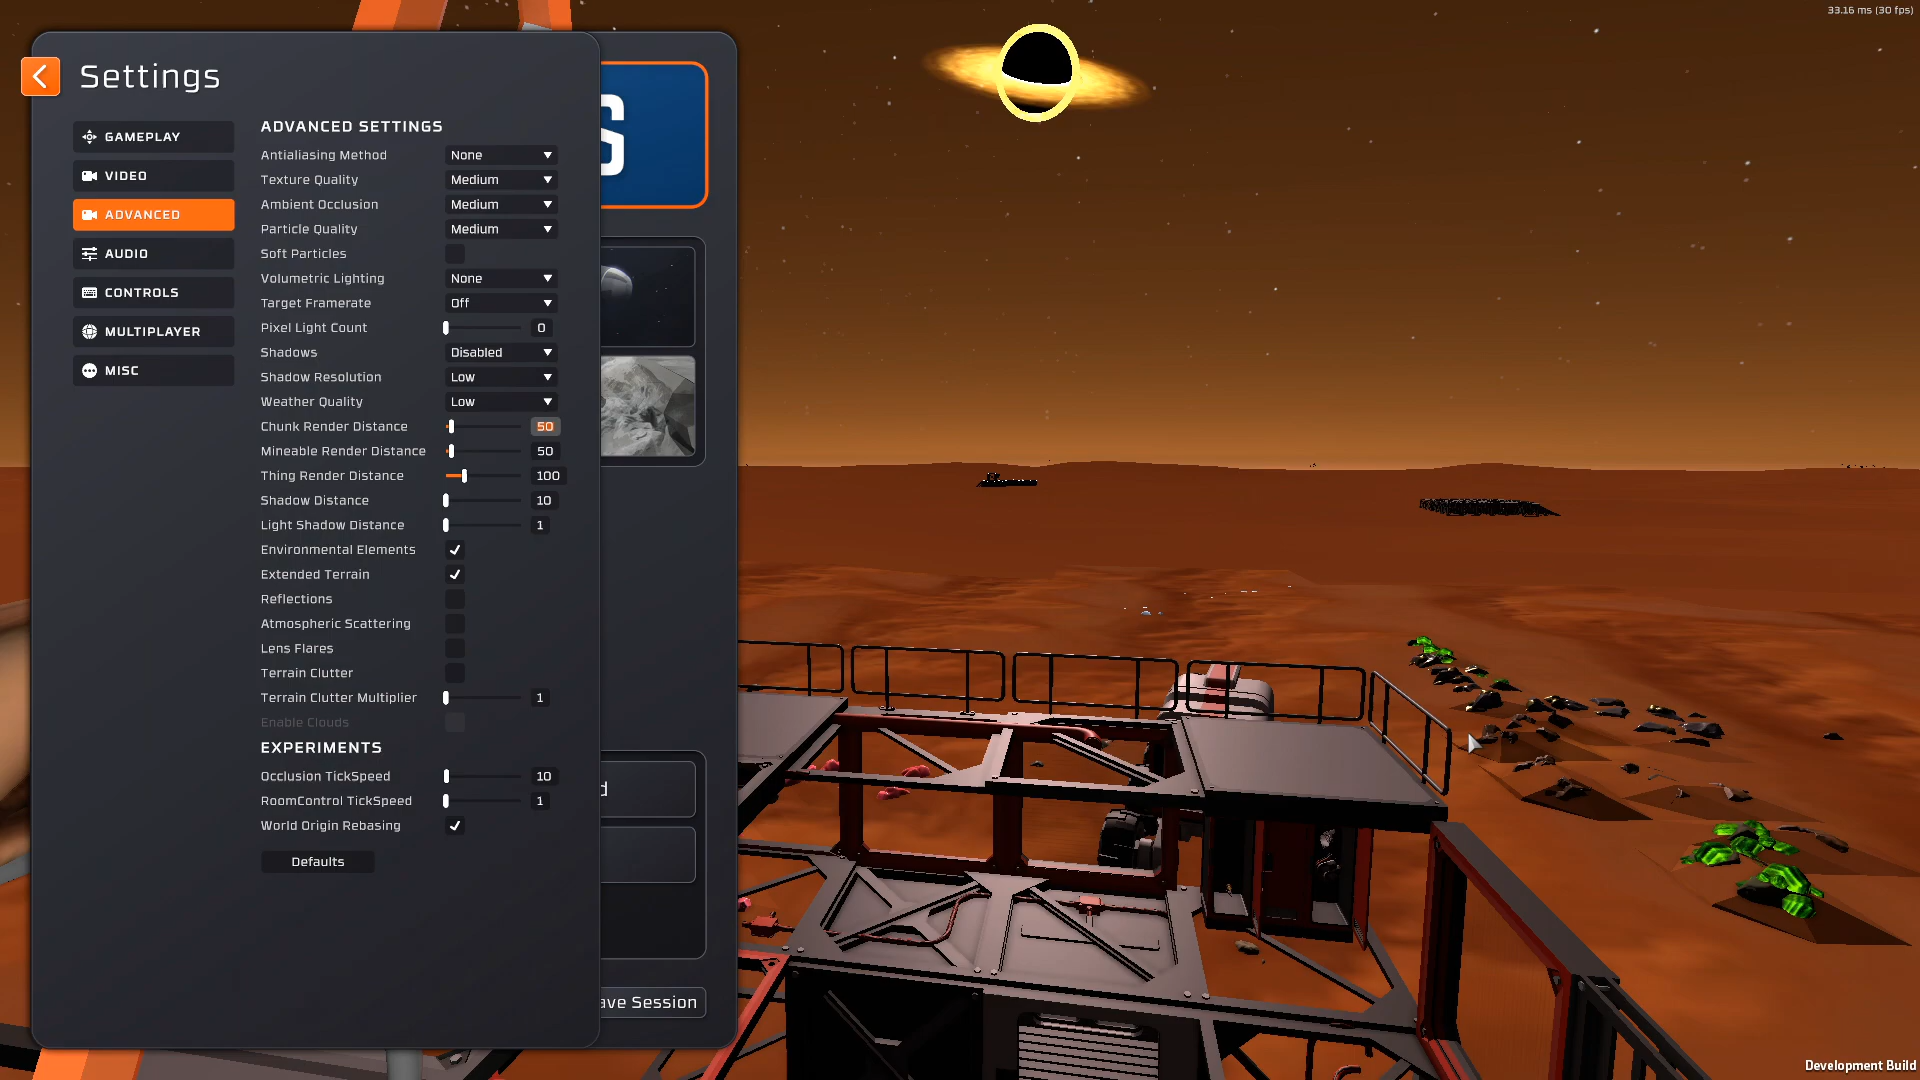 33.16 ms (30 fps)
Settings
GAMEPLAY
VIDEO
ADVANCED
AUDIO
CONTROLS
MULTIPLAYER
MISC
ADVANCED SETTINGS
Antialiasing Method None
Texture Quality Medium
Ambient Occlusion Medium
Particle Quality Medium
Soft Particles
Volumetric Lighting None
Target Framerate Off
Pixel Light Count 0
Shadows Disabled
Shadow Resolution Low
Weather Quality Low
Chunk Render Distance 50
Mineable Render Distance 50
Thing Render Distance 100
Shadow Distance 10
Light Shadow Distance 1
Environmental Elements
Extended Terrain
Reflections
Atmospheric Scattering
Lens Flares
Terrain Clutter
Terrain Clutter Multiplier 1
Enable Clouds
EXPERIMENTS
Occlusion TickSpeed 10
RoomControl TickSpeed 1
World Origin Rebasing
Defaults
S
d
ave Session
Development Build